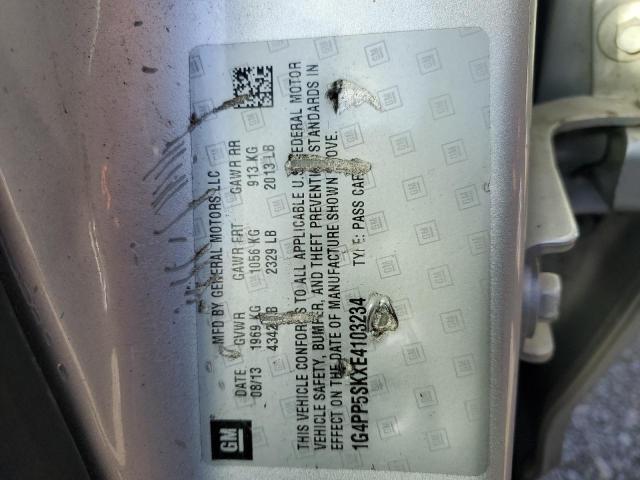 GM
MFD BY GENERAL MOTORS LLC
DATE GVWR GAWR FRT GAWR RR
08/13 1969 KG 1056 KG 913 KG
4342 LB 2329 LB 2013 LB
THIS VEHICLE CONFORMS TO ALL APPLICABLE U.S. FEDERAL MOTOR
VEHICLE SAFETY, BUMPER, AND THEFT PREVENTION STANDARDS IN
EFFECT ON THE DATE OF MANUFACTURE SHOWN ABOVE.
1G4PP5SKXE4103234 TYPE: PASS CAR